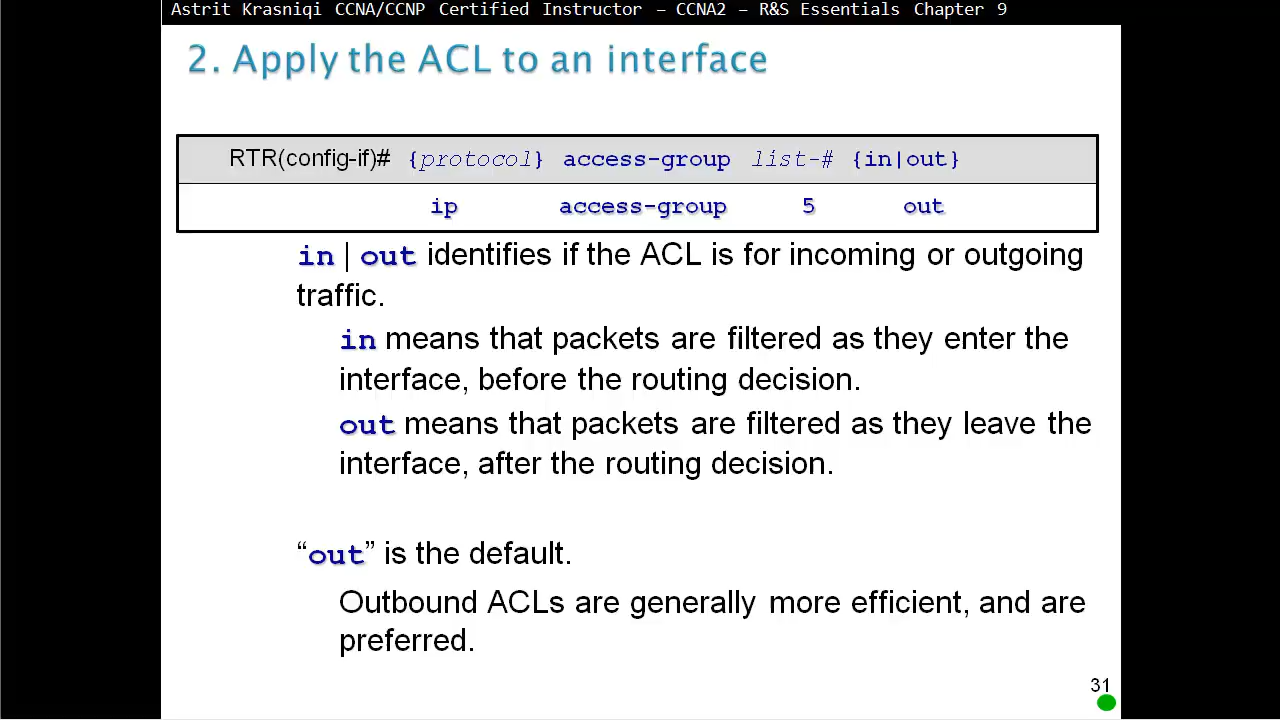 Astrit Krasniqi CCNA/CCNP Certified Instructor – CCNA2 – R&S Essentials Chapter 9
2. Apply the ACL to an interface
RTR(config-if)# {protocol} access-group list-# {in|out}
ip access-group 5 out
in | out identifies if the ACL is for incoming or outgoing
traffic.
in means that packets are filtered as they enter the
interface, before the routing decision.
out means that packets are filtered as they leave the
interface, after the routing decision.
“out” is the default.
Outbound ACLs are generally more efficient, and are
preferred.
31